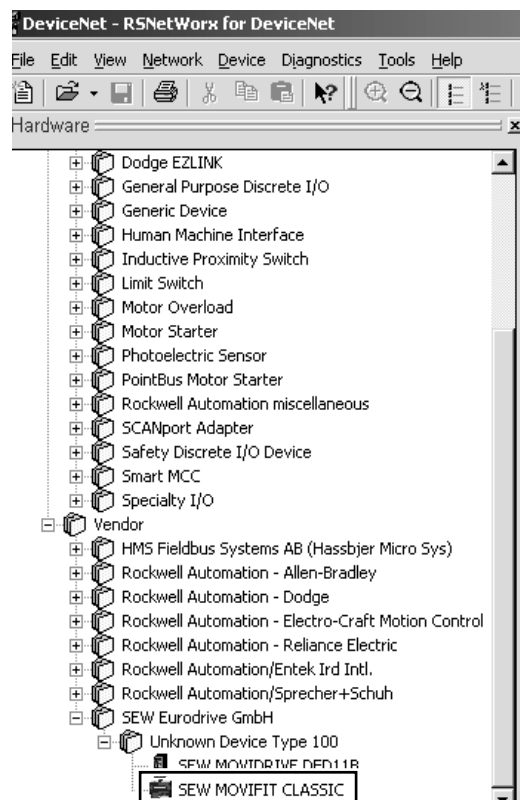 DeviceNet - RSNetWorx for DeviceNet
File Edit View Network Device Diagnostics Tools Help
Hardware
Dodge EZLINK
General Purpose Discrete I/O
Generic Device
Human Machine Interface
Inductive Proximity Switch
Limit Switch
Motor Overload
Motor Starter
Photoelectric Sensor
PointBus Motor Starter
Rockwell Automation miscellaneous
SCANport Adapter
Safety Discrete I/O Device
Smart MCC
Specialty I/O
Vendor
HMS Fieldbus Systems AB (Hassbjer Micro Sys)
Rockwell Automation - Allen-Bradley
Rockwell Automation - Dodge
Rockwell Automation - Electro-Craft Motion Control
Rockwell Automation - Reliance Electric
Rockwell Automation/Entek Ird Intl.
Rockwell Automation/Sprecher+Schuh
SEW Eurodrive GmbH
Unknown Device Type 100
SEW MOVIDRIVE DFD11B
SEW MOVIFIT CLASSIC